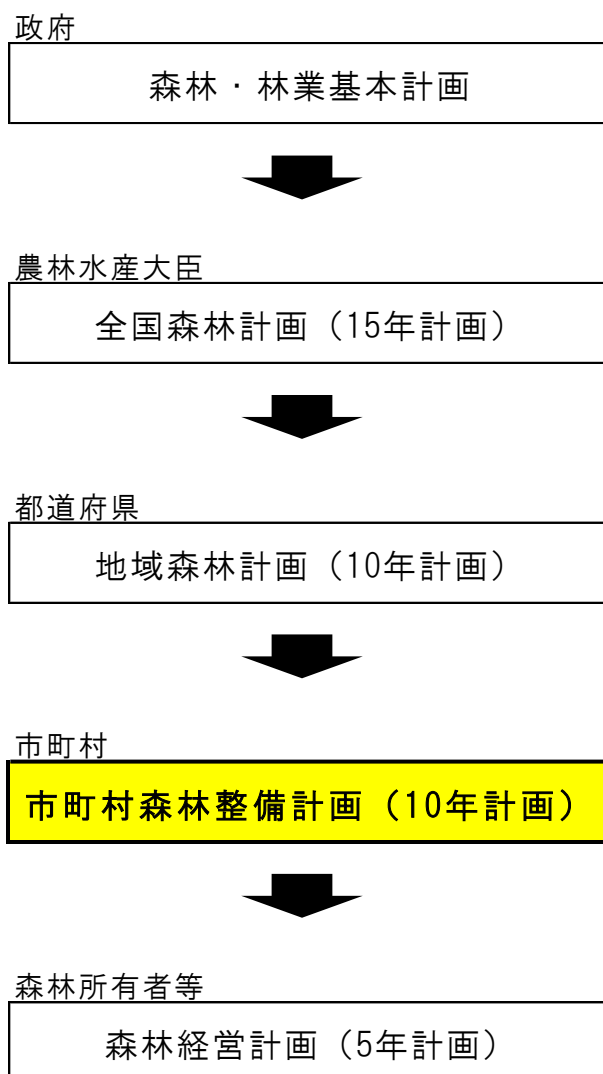 政府
森林・林業基本計画
農林水産大臣
全国森林計画（15年計画）
都道府県
地域森林計画（10年計画）
市町村
市町村森林整備計画（10年計画）
森林所有者等
森林経営計画（5年計画）